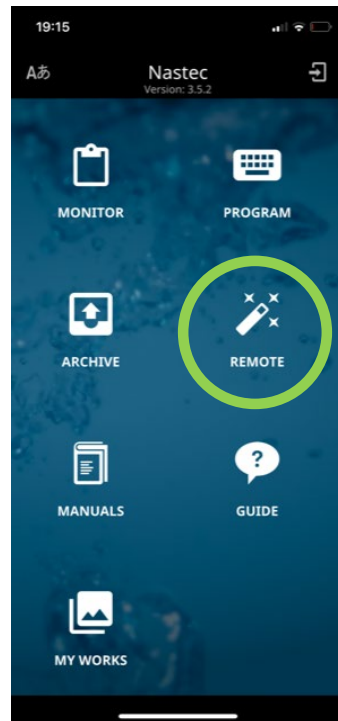 19:15
Aあ
Nastec
Version: 3.5.2
MONITOR
PROGRAM
ARCHIVE
REMOTE
MANUALS
?
GUIDE
MY WORKS